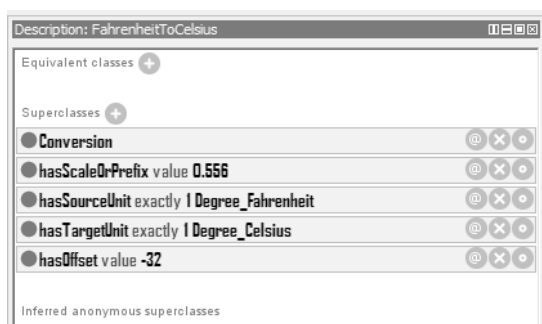 Description: FahrenheitToCelsius
Equivalent classes
Superclasses
Conversion
hasScaleOrPrefix value 0.556
hasSourceUnit exactly 1 Degree_Fahrenheit
hasTargetUnit exactly 1 Degree_Celsius
hasOffset value -32
Inferred anonymous superclasses